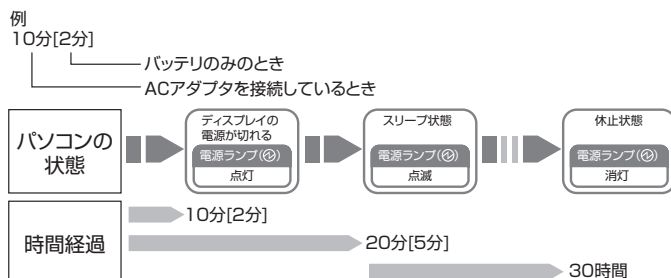 例
10分[2分]
バッテリのみのとき
ACアダプタを接続しているとき
パソコンの
状態
ディスプレイの
電源が切れる
電源ランプ()
点灯
スリープ状態
電源ランプ()
点滅
休止状態
電源ランプ()
消灯
時間経過
10分[2分]
20分[5分]
30時間